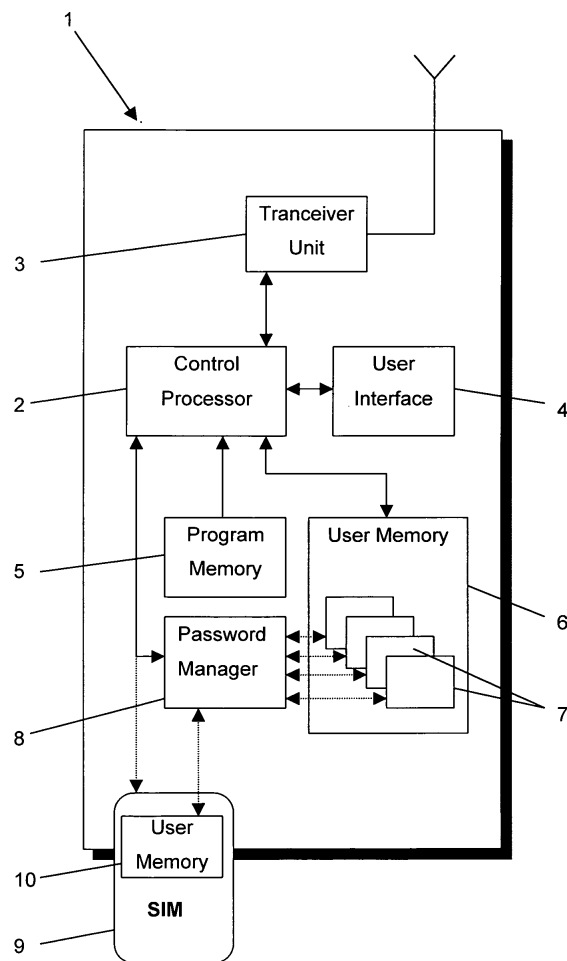 1
Tranceiver
Unit
3
Control
Processor
User
Interface
2
4
Program
Memory
User Memory
5
6
Password
Manager
7
8
User
Memory
10
SIM
9